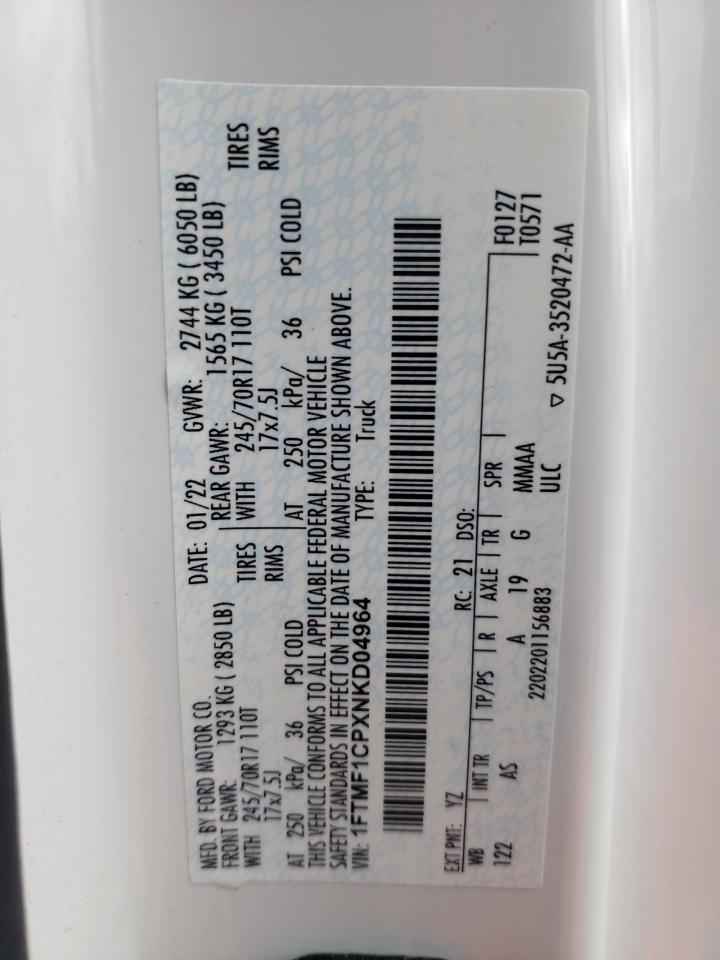 MFD. BY FORD MOTOR CO.
DATE: 01/22 GVWR: 2744 KG ( 6050 LB)
FRONT GAWR: 1293 KG ( 2850 LB)
REAR GAWR: 1565 KG ( 3450 LB)
WITH 245/70R17 110T TIRES
WITH 245/70R17 110T TIRES
17x7.5J RIMS
17x7.5J RIMS
AT 250 kPa/ 36 PSI COLD
AT 250 kPa/ 36 PSI COLD
THIS VEHICLE CONFORMS TO ALL APPLICABLE FEDERAL MOTOR VEHICLE
SAFETY STANDARDS IN EFFECT ON THE DATE OF MANUFACTURE SHOWN ABOVE.
VIN: 1FTMF1CPXNKD04964 TYPE: Truck
EXT PNT: YZ RC: 21 DSO:
WB INT TR TP/PS R AXLE TR SPR F0127
122 AS A 19 G MMAA T0571
2202201156883 ULC
▽ 5U5A-3520472-AA